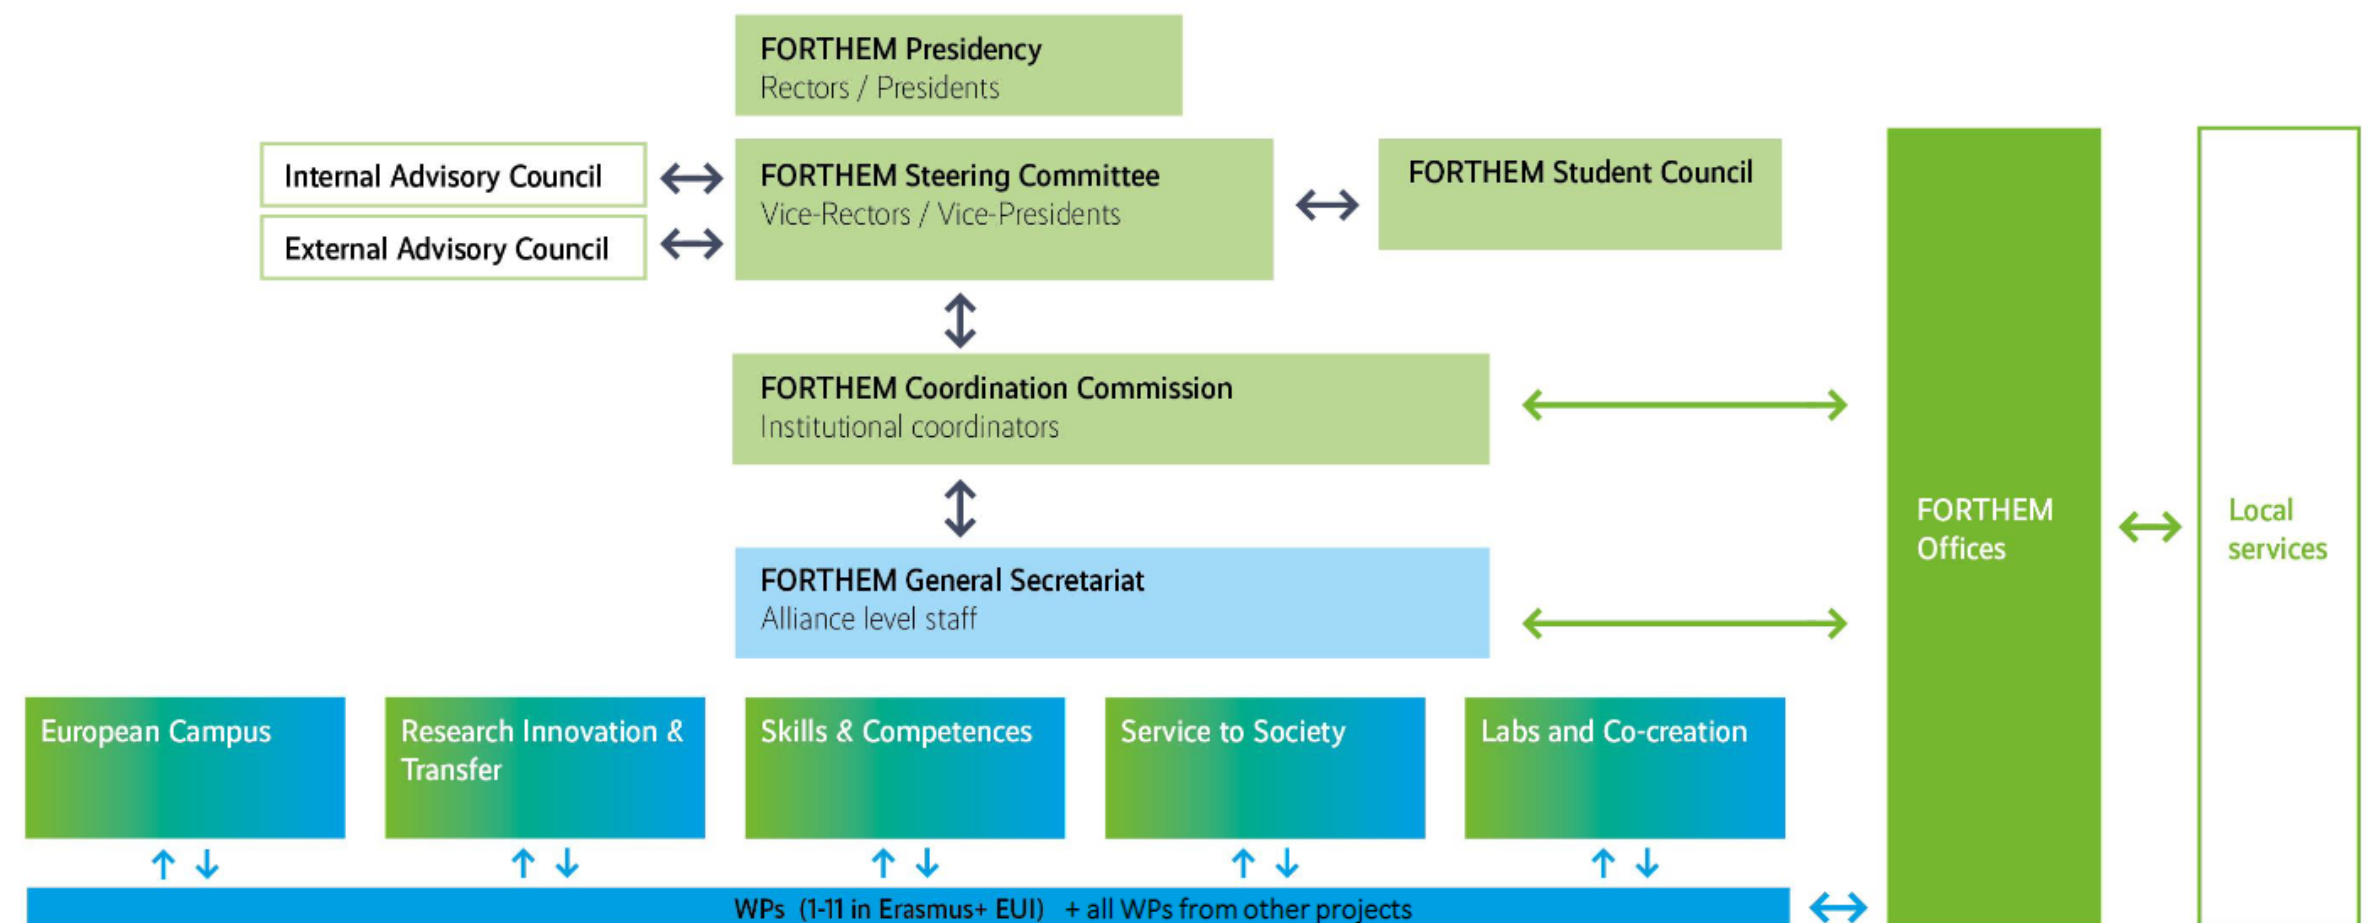 FORTHEM Presidency
Rectors / Presidents
Internal Advisory Council
External Advisory Council
FORTHEM Steering Committee
Vice-Rectors / Vice-Presidents
FORTHEM Student Council
FORTHEM Coordination Commission
Institutional coordinators
FORTHEM General Secretariat
Alliance level staff
FORTHEM
Offices
Local
services
European Campus
Research Innovation &
Transfer
Skills & Competences
Service to Society
Labs and Co-creation
WPs (1-11 in Erasmus+ EUI) + all WPs from other projects